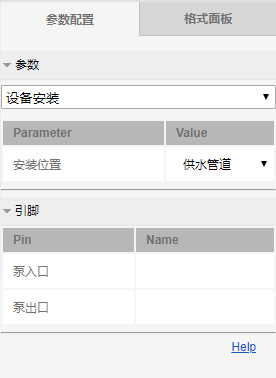 参数配置 格式面板
参数
设备安装
Parameter Value
安装位置 供水管道
引脚
Pin Name
泵入口
泵出口
Help